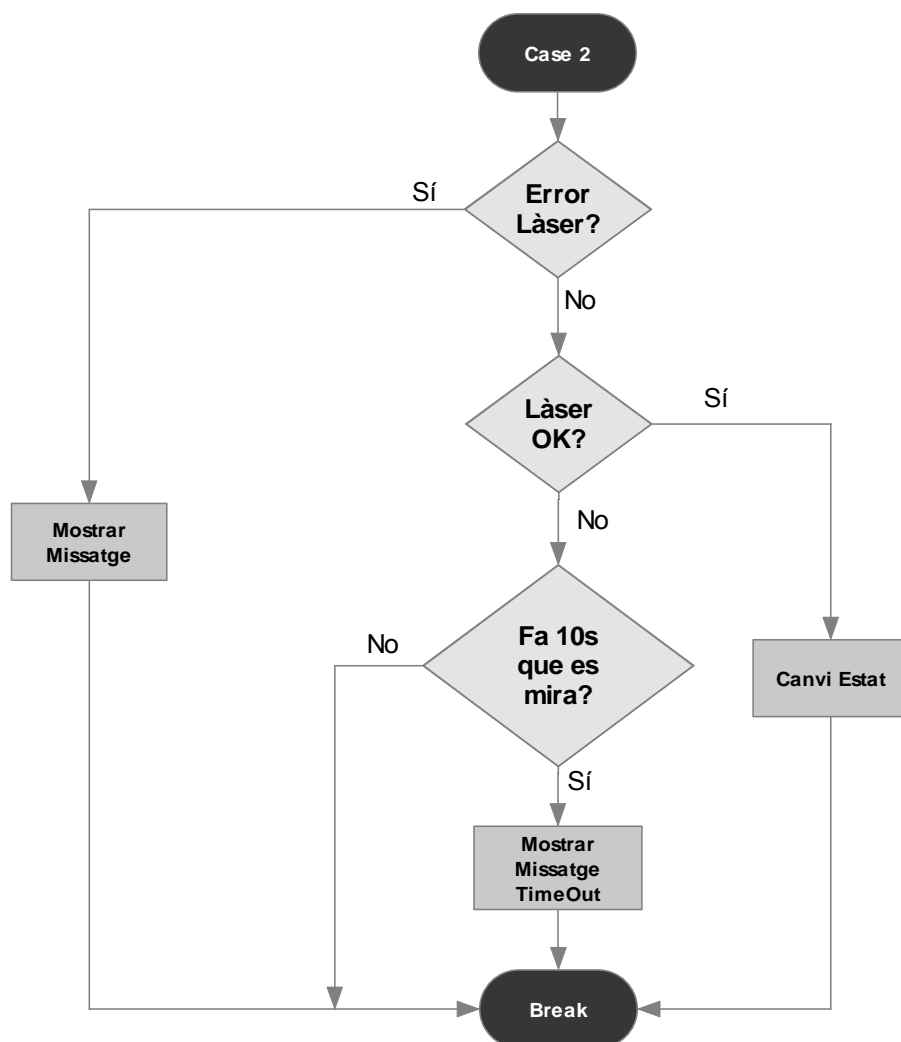 Case 2
Error
Làser?
Sí
No
Làser
OK?
Sí
No
Mostrar
Missatge
Fa 10s
que es
mira?
No
Canvi Estat
Sí
Mostrar
Missatge
TimeOut
Break